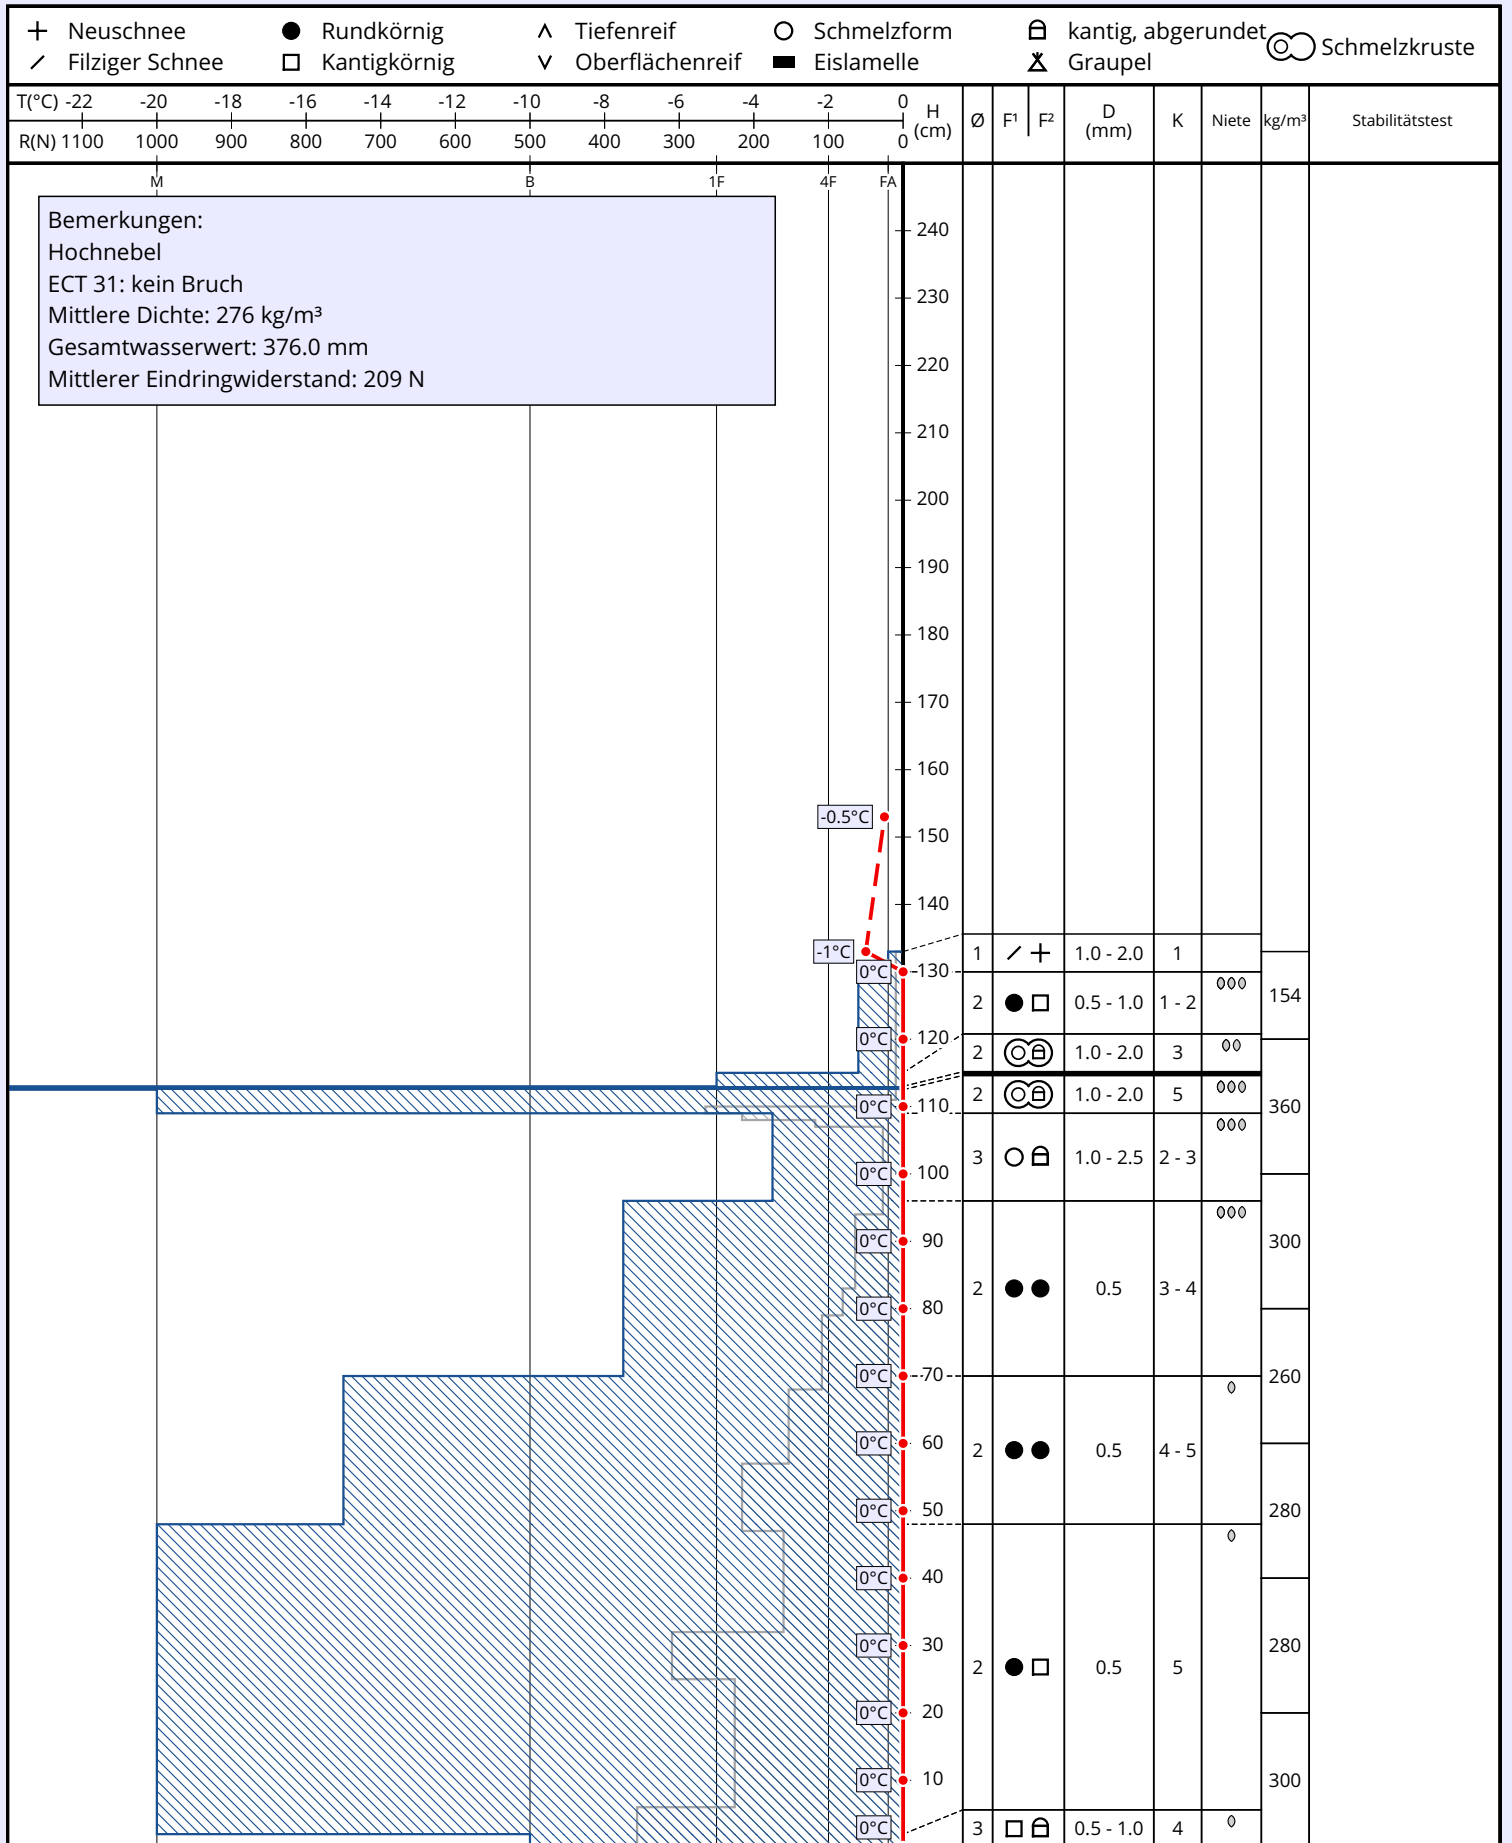 Neuschnee Rundkörnig Tiefenreif Schmelzform kantig, abgerundet Schmelzkruste
Filziger Schnee Kantigkörnig Oberflächenreif Eislamelle Graupel
T(°C) -22 -20 -18 -16 -14 -12 -10 -8 -6 -4 -2 0
R(N) 1100 1000 900 800 700 600 500 400 300 200 100 0
H (cm) Ø F¹ F² D (mm) K Niete kg/m³ Stabilitätstest
M B 1F 4F FA
Bemerkungen:
Hochnebel
ECT 31: kein Bruch
Mittlere Dichte: 276 kg/m³
Gesamtwasserwert: 376.0 mm
Mittlerer Eindringwiderstand: 209 N
240
230
220
210
200
190
180
170
160
-0.5°C
150
140
-1°C 1 1.0 - 2.0 1
0°C 130
2 0.5 - 1.0 1 - 2 154
0°C 120
2 1.0 - 2.0 3
2 1.0 - 2.0 5
0°C 110 360
3 1.0 - 2.5 2 - 3
0°C 100
0°C 90 300
2 0.5 3 - 4
0°C 80
0°C 70 260
0°C 60 2 0.5 4 - 5
0°C 50 280
0°C 40
0°C 30 280
2 0.5 5
0°C 20
0°C 10 300
0°C 3 0.5 - 1.0 4